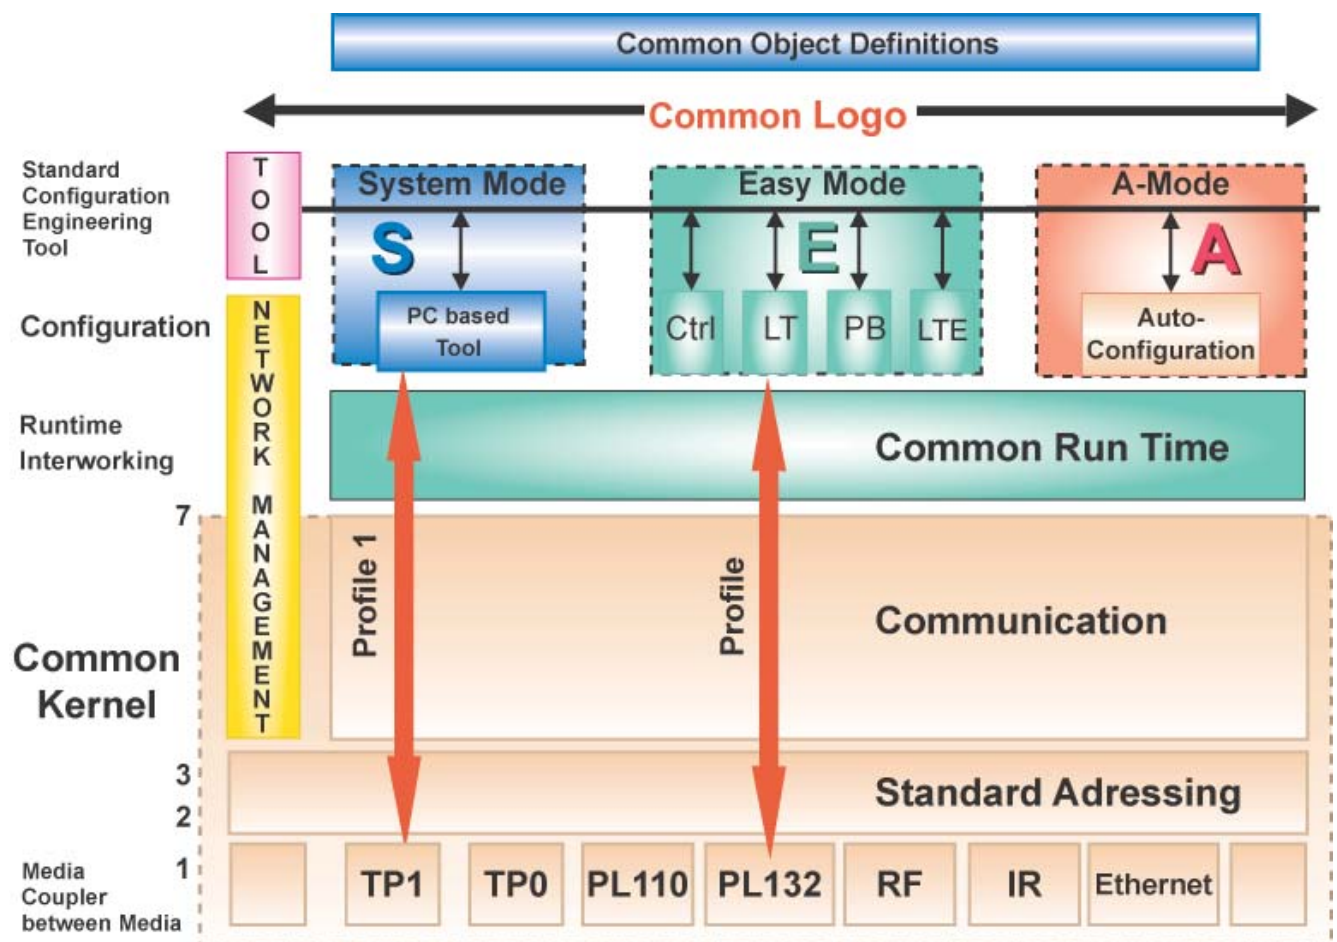 Common Object Definitions
Common Logo
Standard
Configuration
Engineering
Tool
TOOL
System Mode
S
PC based
Tool
Easy Mode
E
Ctrl
LT
PB
LTE
A-Mode
A
Auto-
Configuration
Configuration
NETWORK MANAGEMENT
Runtime
Interworking
Common Run Time
7
Profile 1
Profile
Communication
Common
Kernel
3
2
Standard Adressing
1
Media
Coupler
between Media
TP1
TP0
PL110
PL132
RF
IR
Ethernet